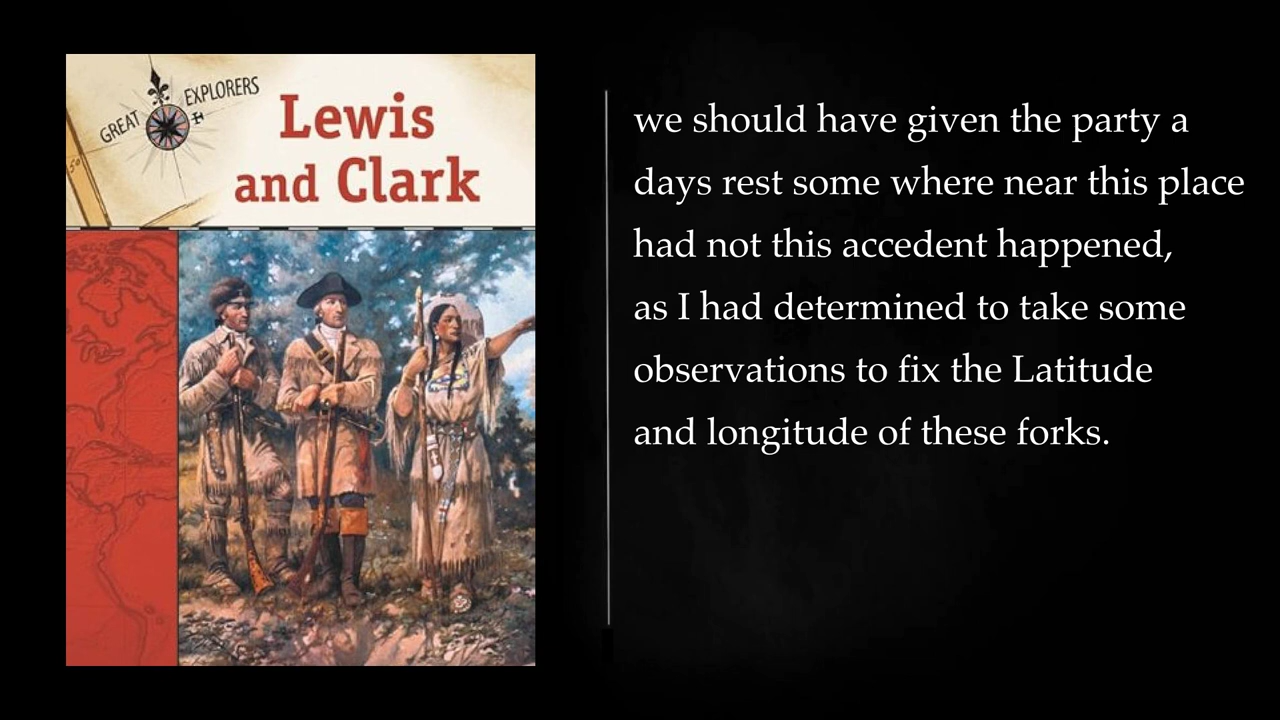 GREAT EXPLORERS
Lewis
and Clark
50
we should have given the party a
days rest some where near this place
had not this accedent happened,
as I had determined to take some
observations to fix the Latitude
and longitude of these forks.